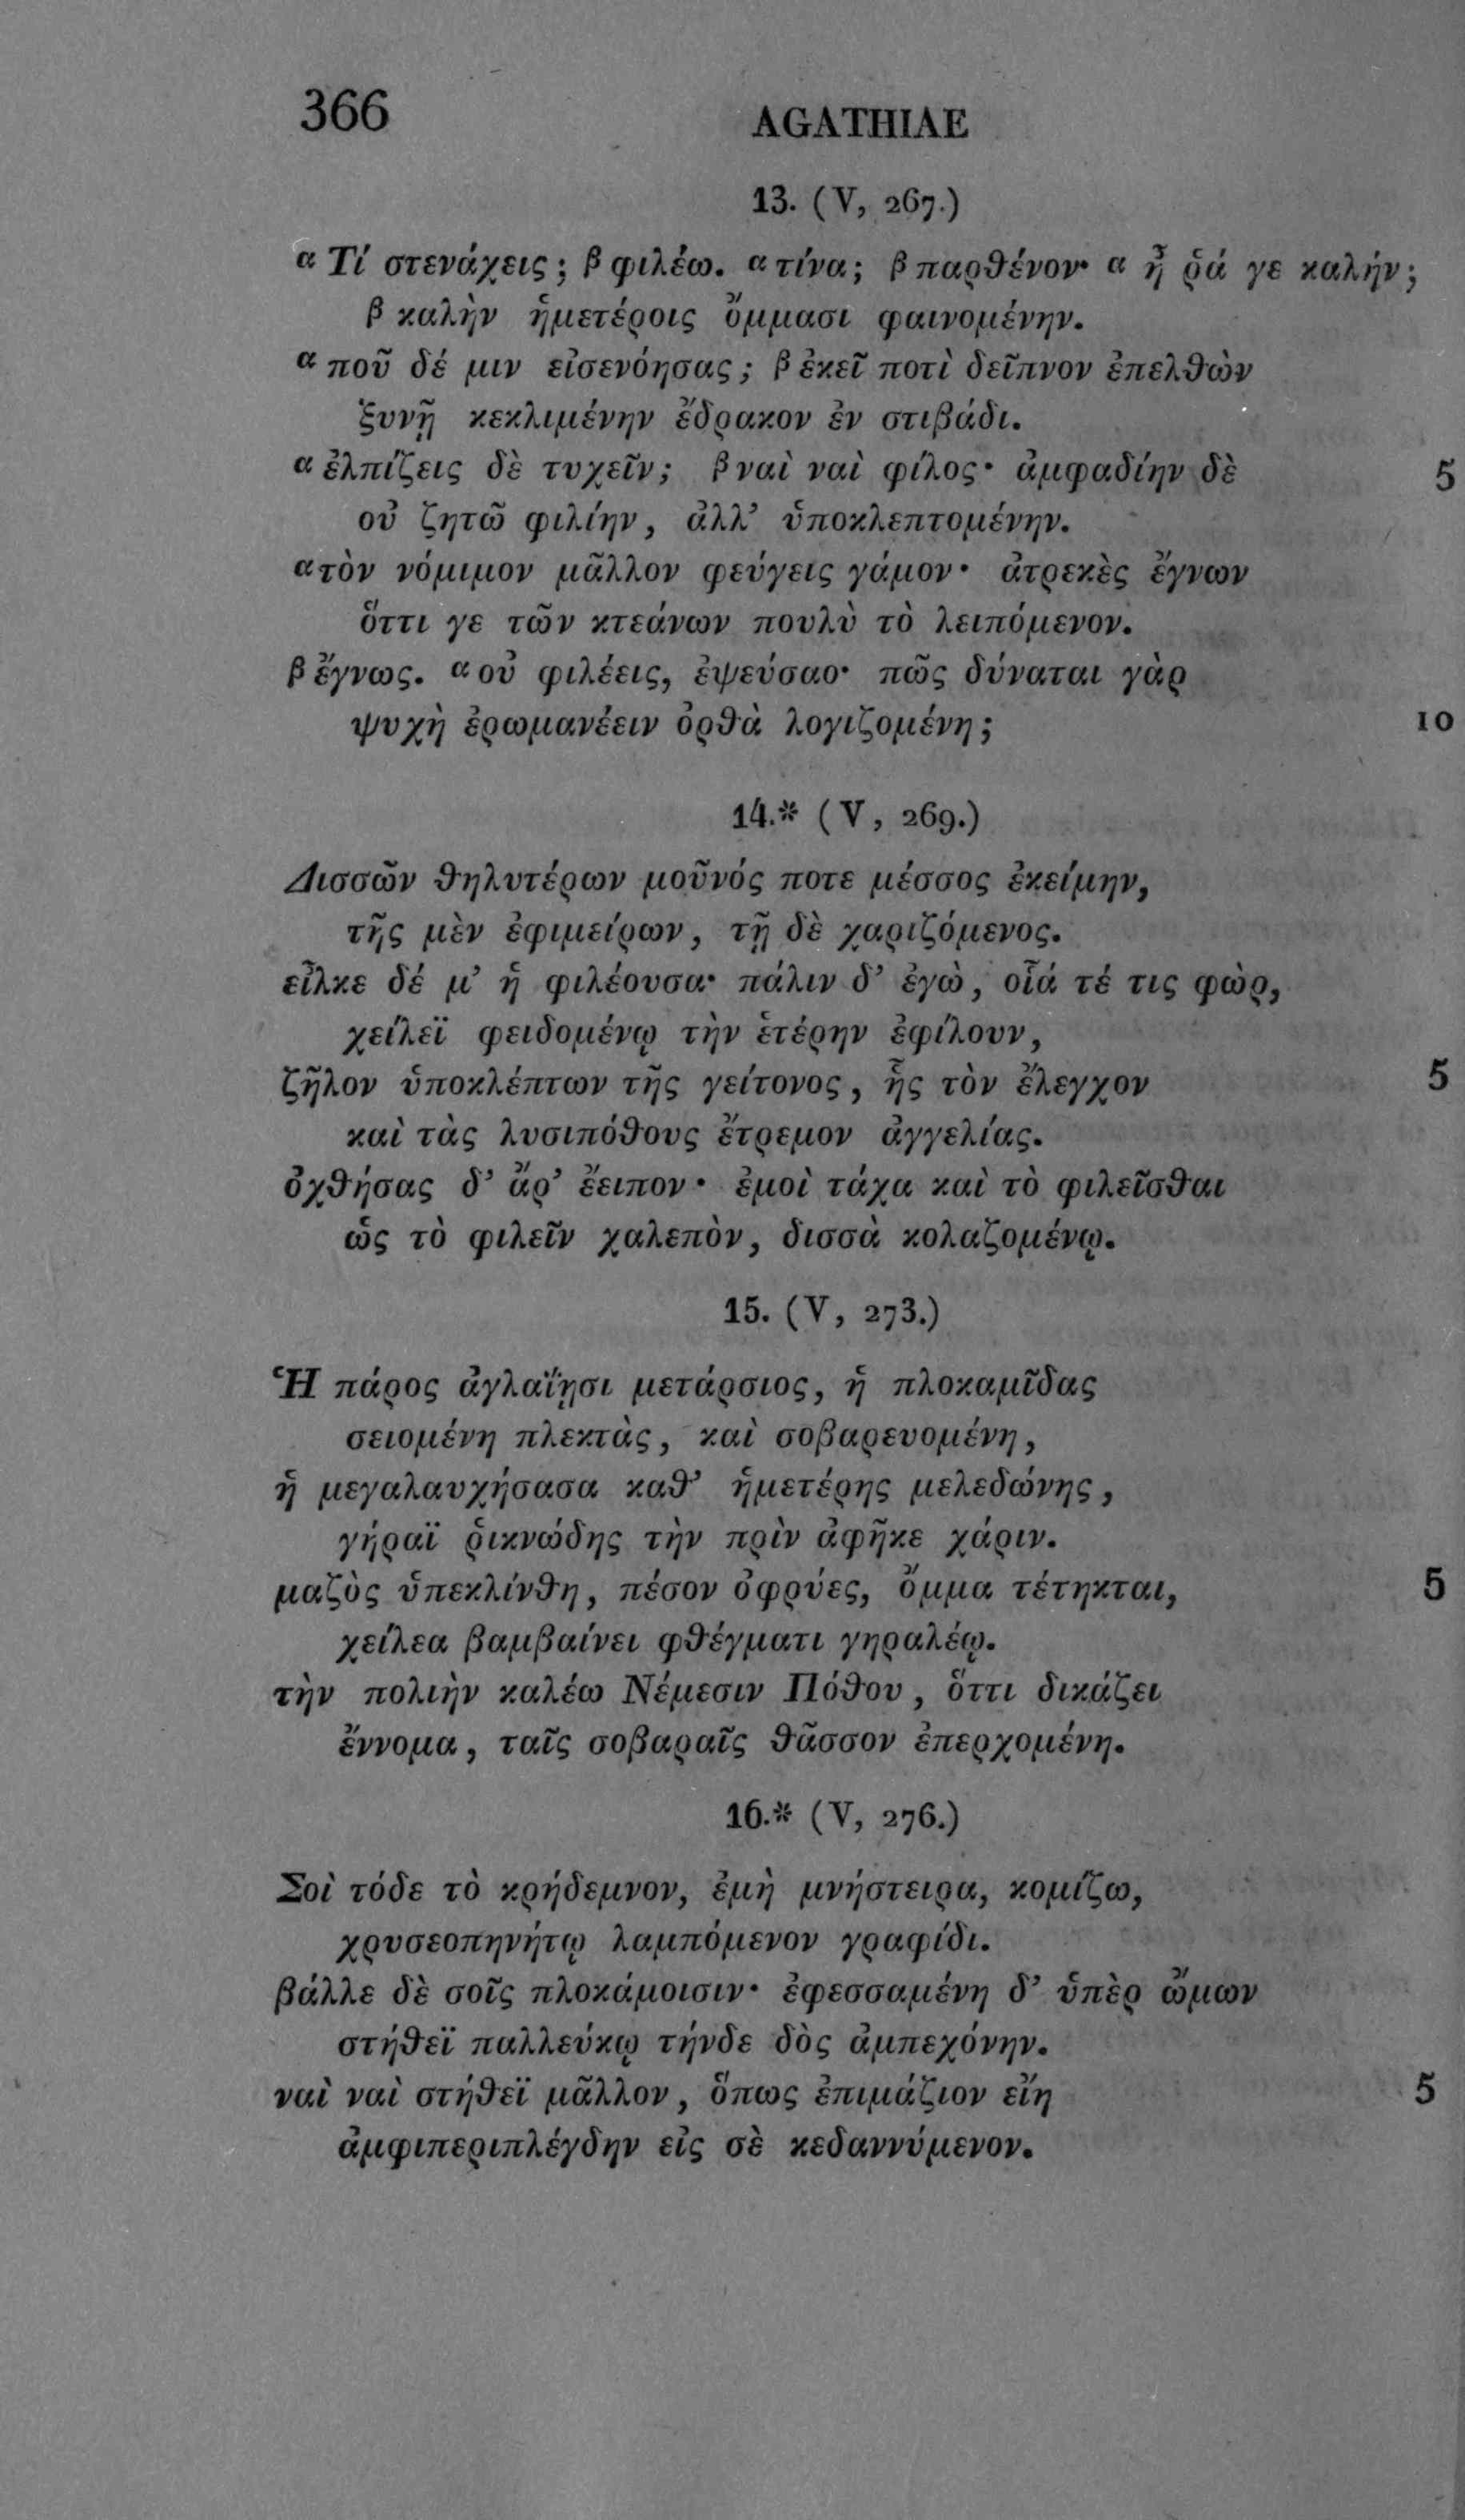 366
AGATHIAE
13. (V, 267.)
α Τί στενάχεις; β φιλέω. α τίνα; β παρθένον· α ἦ ῥά γε καλήν;
β καλὴν ἡμετέροις ὄμμασι φαινομένην.
α ποῦ δέ μιν εἰσενόησας; β ἐκεῖ ποτὶ δεῖπνον ἐπελθὼν
ξυνῇ κεκλιμένην ἔδρακον ἐν στιβάδι.
α ἐλπίζεις δὲ τυχεῖν; β ναὶ ναὶ φίλος· ἀμφαδίην δὲ 5
οὐ ζητῶ φιλίην, ἀλλ’ ὑποκλεπτομένην.
α τὸν νόμιμον μᾶλλον φεύγεις γάμον· ἀτρεκὲς ἔγνων
ὅττι γε τῶν κτεάνων πουλὺ τὸ λειπόμενον.
β ἔγνως. α οὐ φιλέεις, ἐψεύσαο· πῶς δύναται γὰρ
ψυχὴ ἐρωμανέειν ὀρθὰ λογιζομένη; 10
14.* (V, 269.)
Δισσῶν θηλυτέρων μοῦνός ποτε μέσσος ἐκείμην,
τῆς μὲν ἐφιμείρων, τῇ δὲ χαριζόμενος.
εἷλκε δέ μ’ ἡ φιλέουσα· πάλιν δ’ ἐγὼ, οἷά τέ τις φὼρ,
χείλεϊ φειδομένῳ τὴν ἑτέρην ἐφίλουν,
ζῆλον ὑποκλέπτων τῆς γείτονος, ἧς τὸν ἔλεγχον 5
καὶ τὰς λυσιπόθους ἔτρεμον ἀγγελίας.
ὀχθήσας δ’ ἄρ’ ἔειπον· ἐμοὶ τάχα καὶ τὸ φιλεῖσθαι
ὡς τὸ φιλεῖν χαλεπὸν, δισσὰ κολαζομένῳ.
15. (V, 273.)
Ἡ πάρος ἀγλαΐῃσι μετάρσιος, ἡ πλοκαμῖδας
σειομένη πλεκτὰς, καὶ σοβαρευομένη,
ἡ μεγαλαυχήσασα καθ’ ἡμετέρης μελεδώνης,
γήραϊ ῥικνώδης τὴν πρὶν ἀφῆκε χάριν.
μαζὸς ὑπεκλίνθη, πέσον ὀφρύες, ὄμμα τέτηκται, 5
χείλεα βαμβαίνει φθέγματι γηραλέῳ.
τὴν πολιὴν καλέω Νέμεσιν Πόθου, ὅττι δικάζει
ἔννομα, ταῖς σοβαραῖς θᾶσσον ἐπερχομένη.
16.* (V, 276.)
Σοὶ τόδε τὸ κρήδεμνον, ἐμὴ μνήστειρα, κομίζω,
χρυσεοπηνήτῳ λαμπόμενον γραφίδι.
βάλλε δὲ σοῖς πλοκάμοισιν· ἐφεσσαμένη δ’ ὑπὲρ ὤμων
στήθεϊ παλλεύκῳ τήνδε δὸς ἀμπεχόνην.
ναὶ ναὶ στήθεϊ μᾶλλον, ὅπως ἐπιμάζιον εἴη 5
ἀμφιπεριπλέγδην εἰς σὲ κεδαννύμενον.